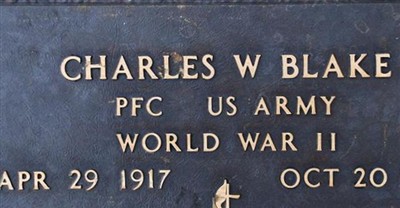 CHARLES W BLAKE
PFC US ARMY
WORLD WAR II
APR 29 1917 OCT 20